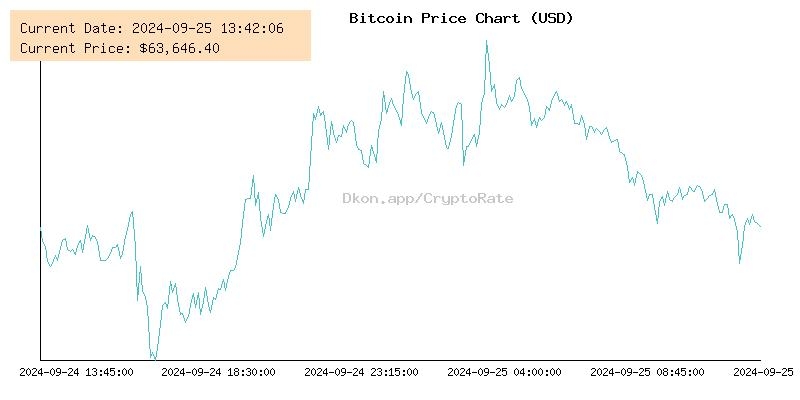 Bitcoin Price Chart (USD)
Current Date: 2024-09-25 13:42:06
Current Price: $63,646.40
Dkon.app/CryptoRate
2024-09-24 13:45:00
2024-09-24 18:30:00
2024-09-24 23:15:00
2024-09-25 04:00:00
2024-09-25 08:45:00
2024-09-25